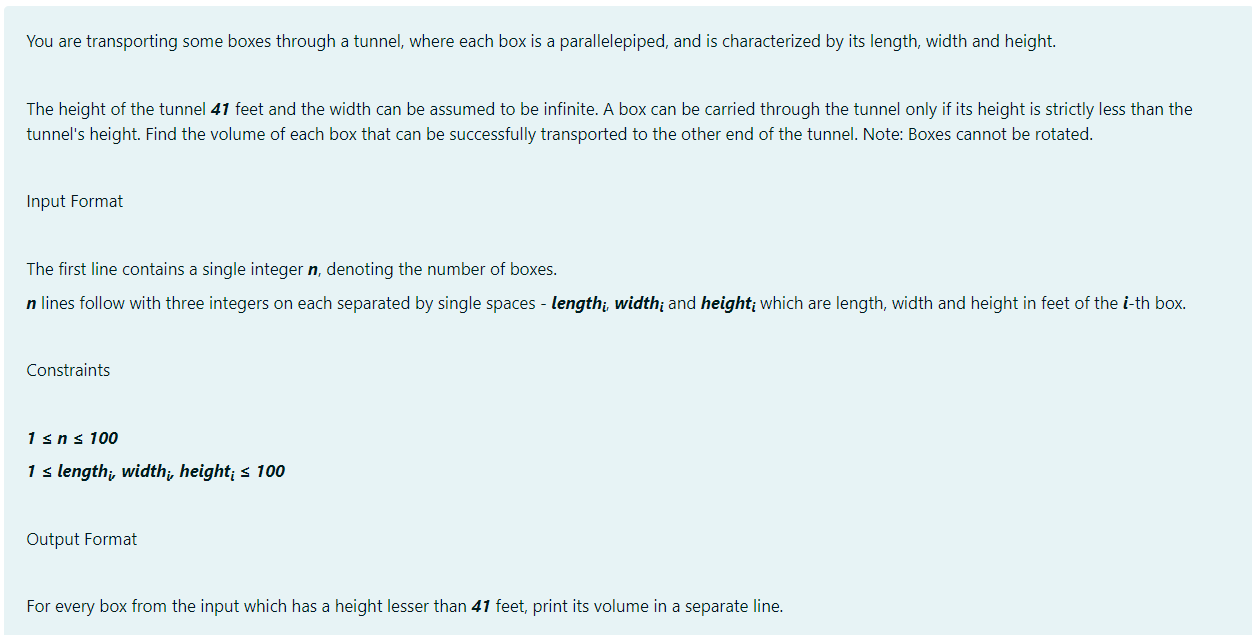 You are transporting some boxes through a tunnel, where each box is a parallelepiped, and is characterized by its length, width and height.
The height of the tunnel 41 feet and the width can be assumed to be infinite. A box can be carried through the tunnel only if its height is strictly less than the
tunnel's height. Find the volume of each box that can be successfully transported to the other end of the tunnel. Note: Boxes cannot be rotated.
Input Format
The first line contains a single integer n, denoting the number of boxes.
n lines follow with three integers on each separated by single spaces - lengthᵢ, widthᵢ and heightᵢ which are length, width and height in feet of the i-th box.
Constraints
1 ≤ n ≤ 100
1 ≤ lengthᵢ, widthᵢ, heightᵢ ≤ 100
Output Format
For every box from the input which has a height lesser than 41 feet, print its volume in a separate line.